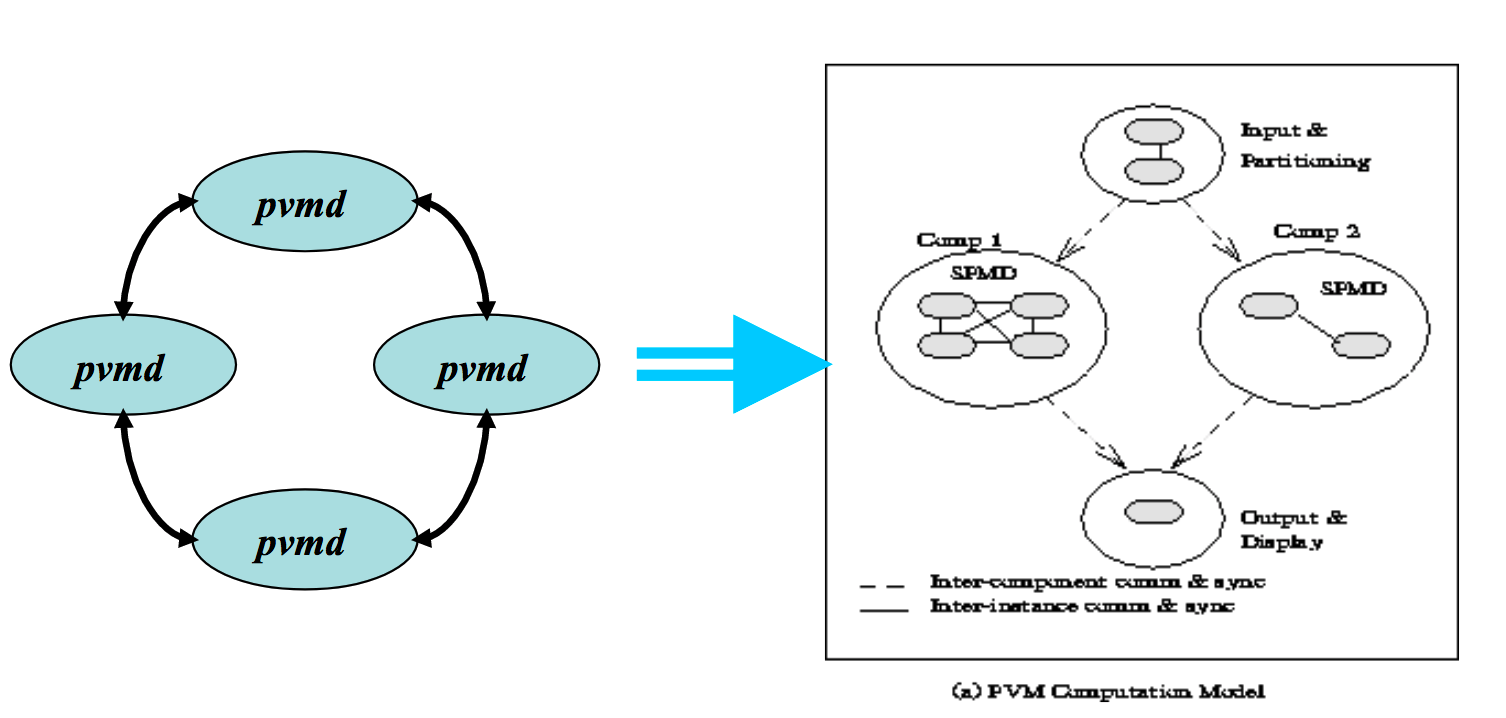 pvmd
pvmd
pvmd
pvmd
Input &
Partitioning
Comp 1
Comp 2
SPMD
SPMD
Output &
Display
Inter-component comm & sync
Inter-instance comm & sync
(a) PVM Computation Model